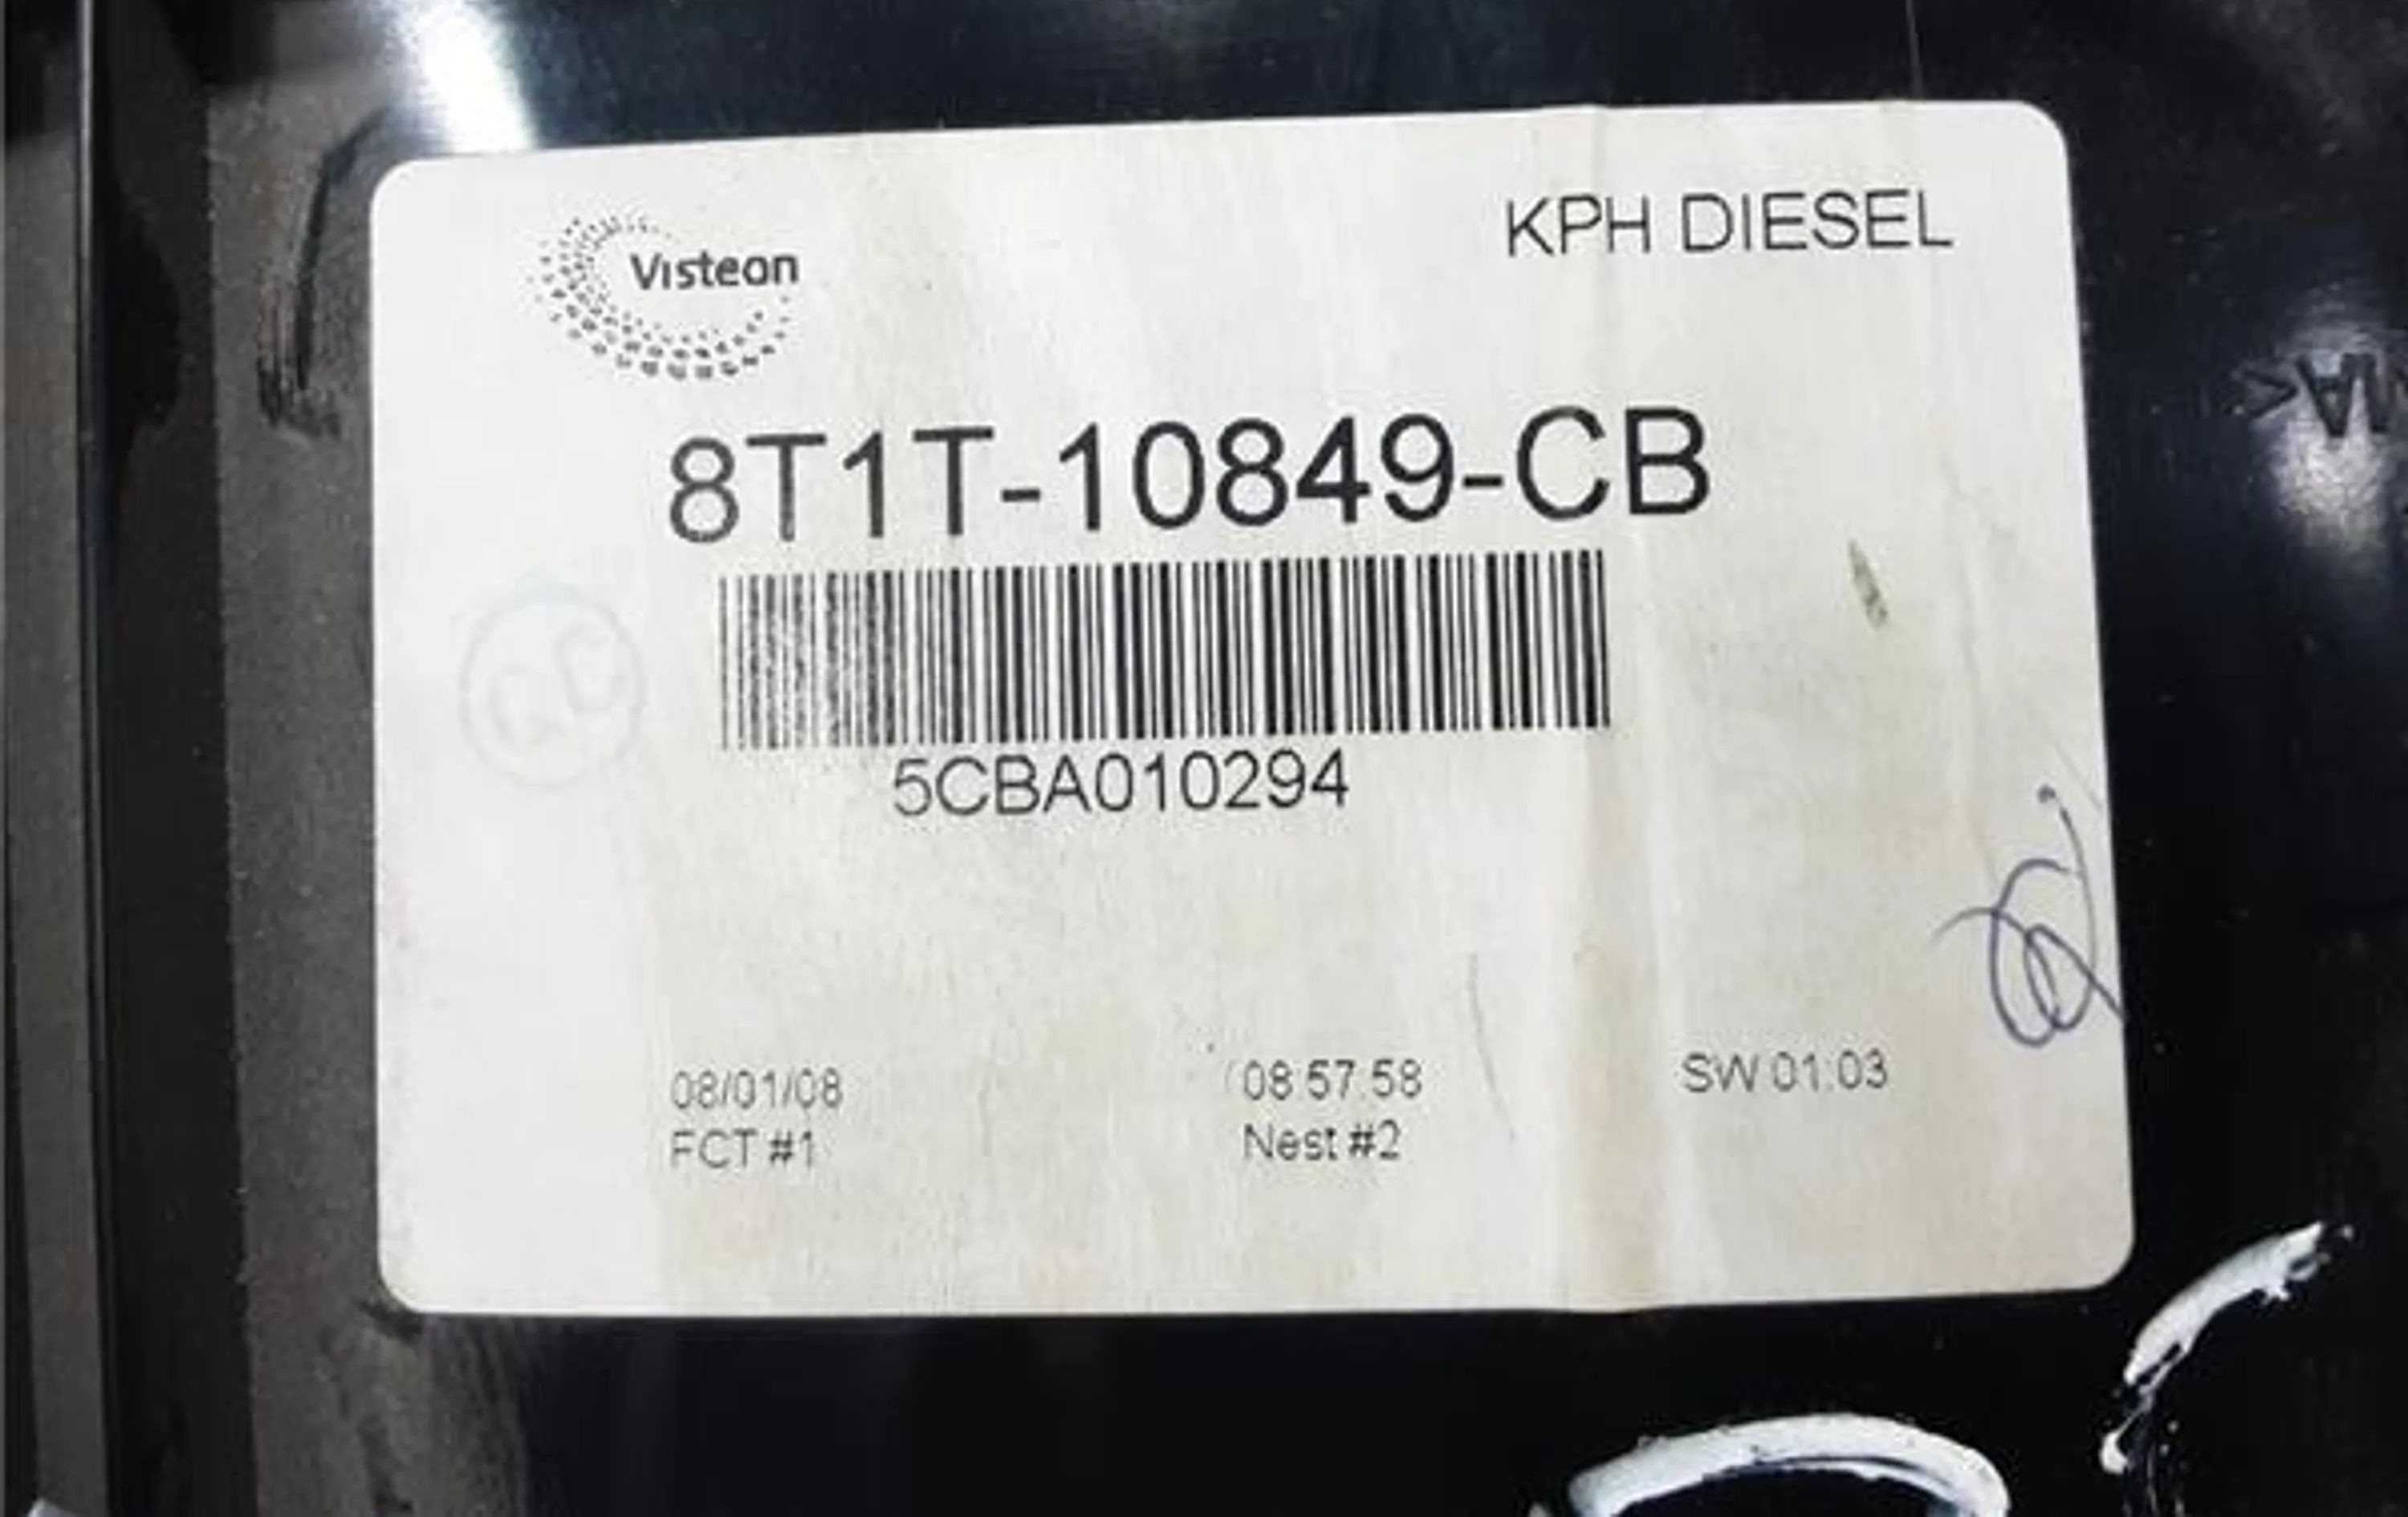 Visteon
KPH DIESEL
8T1T-10849-CB
5CBA010294
08/01/08 08:57:58 SW 01.03
FCT #1 Nest #2